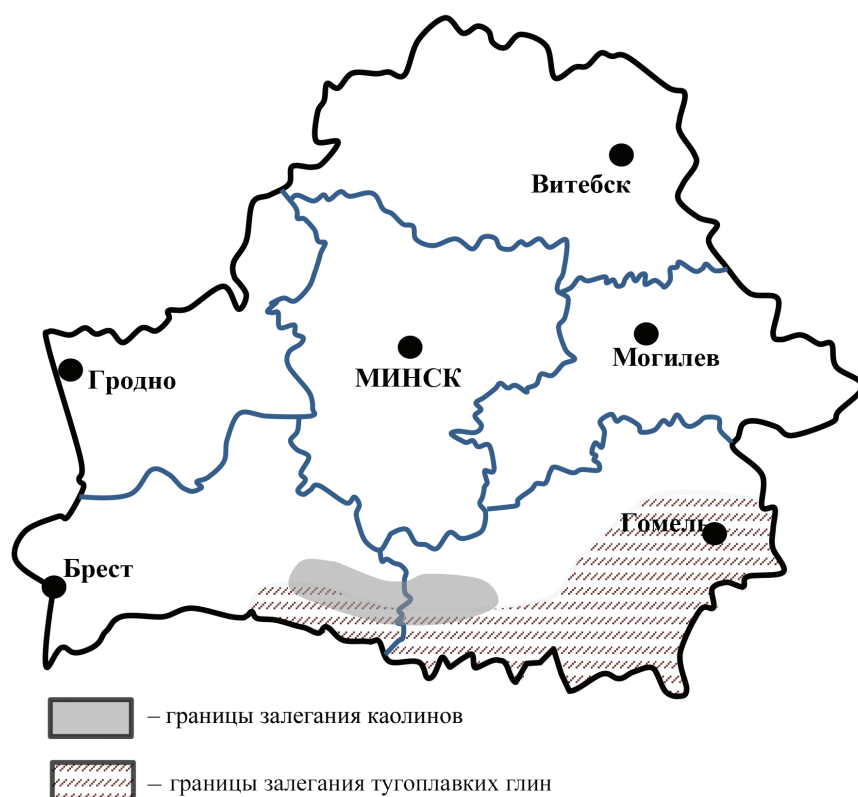 Витебск
Могилев
МИНСК
Гродно
Гомель
Брест
– границы залегания каолинов
– границы залегания тугоплавких глин